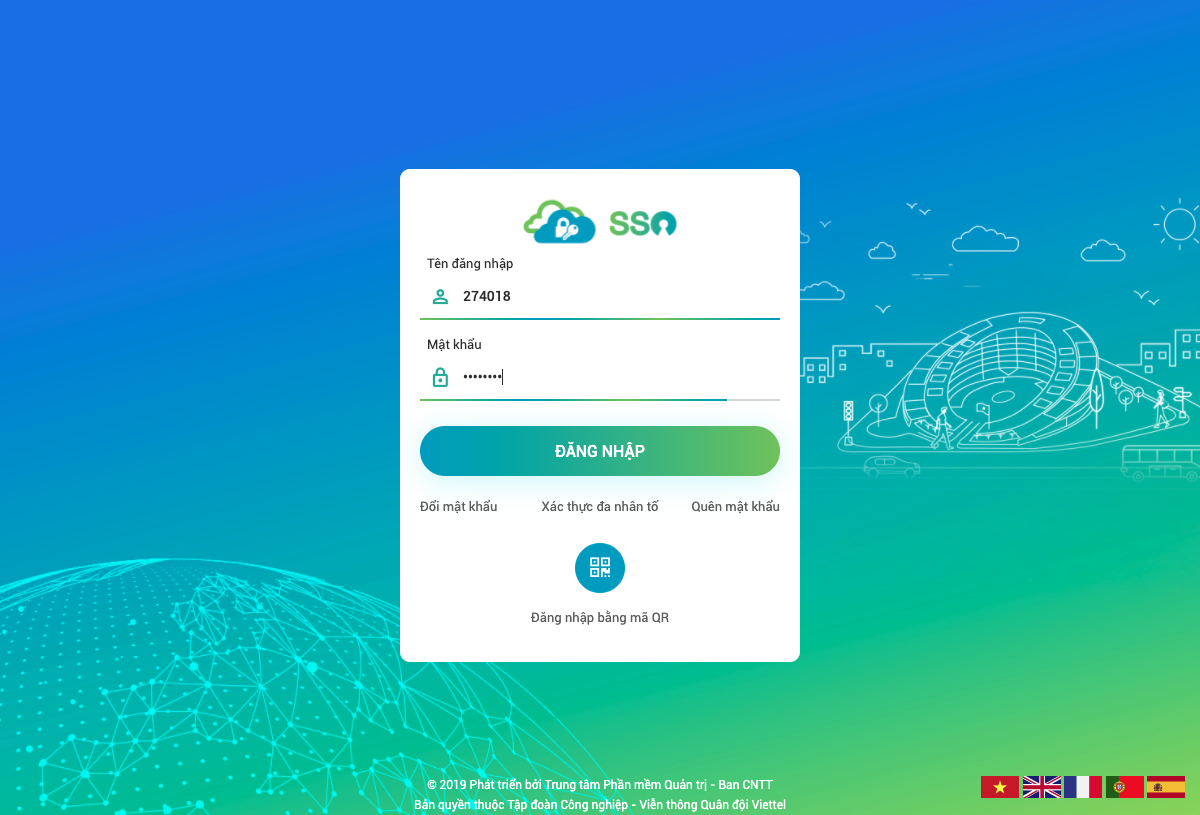 SSO
Tên đăng nhập
274018
Mật khẩu
••••••••
ĐĂNG NHẬP
Đổi mật khẩu Xác thực đa nhân tố Quên mật khẩu
Đăng nhập bằng mã QR
© 2019 Phát triển bởi Trung tâm Phần mềm Quản trị - Ban CNTT
Bản quyền thuộc Tập đoàn Công nghiệp - Viễn thông Quân đội Viettel